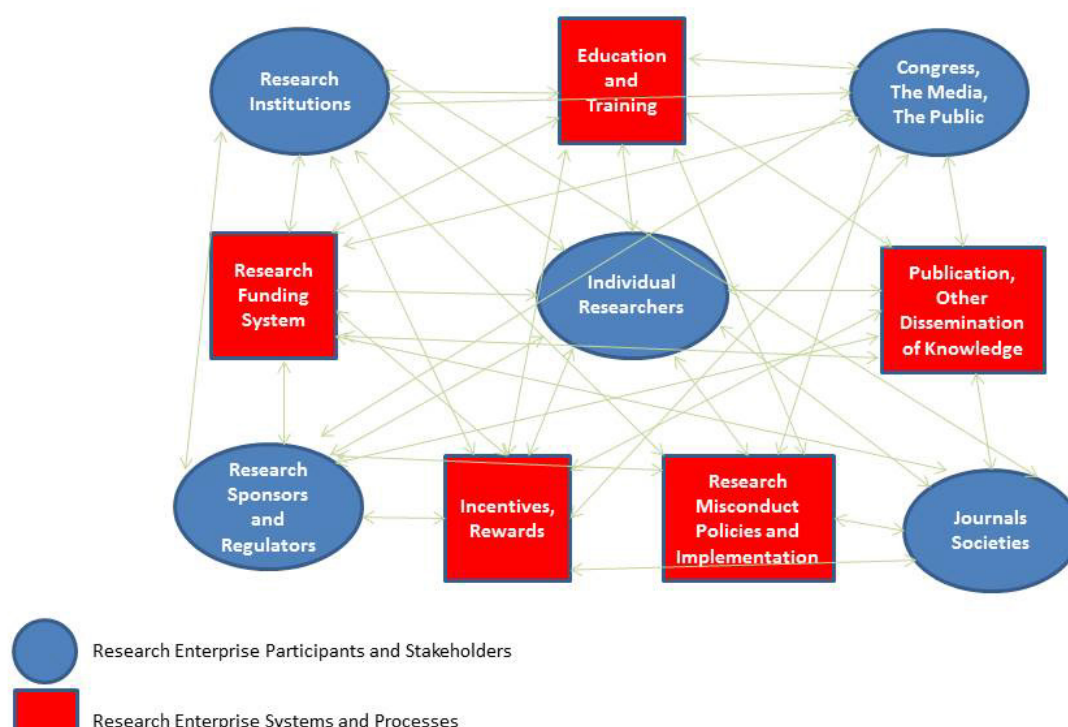 Research
Institutions
Education
and
Training
Congress,
The Media,
The Public
Research
Funding
System
Individual
Researchers
Publication,
Other
Dissemination
of Knowledge
Research
Sponsors
and
Regulators
Incentives,
Rewards
Research
Misconduct
Policies and
Implementation
Journals
Societies
Research Enterprise Participants and Stakeholders
Research Enterprise Systems and Processes